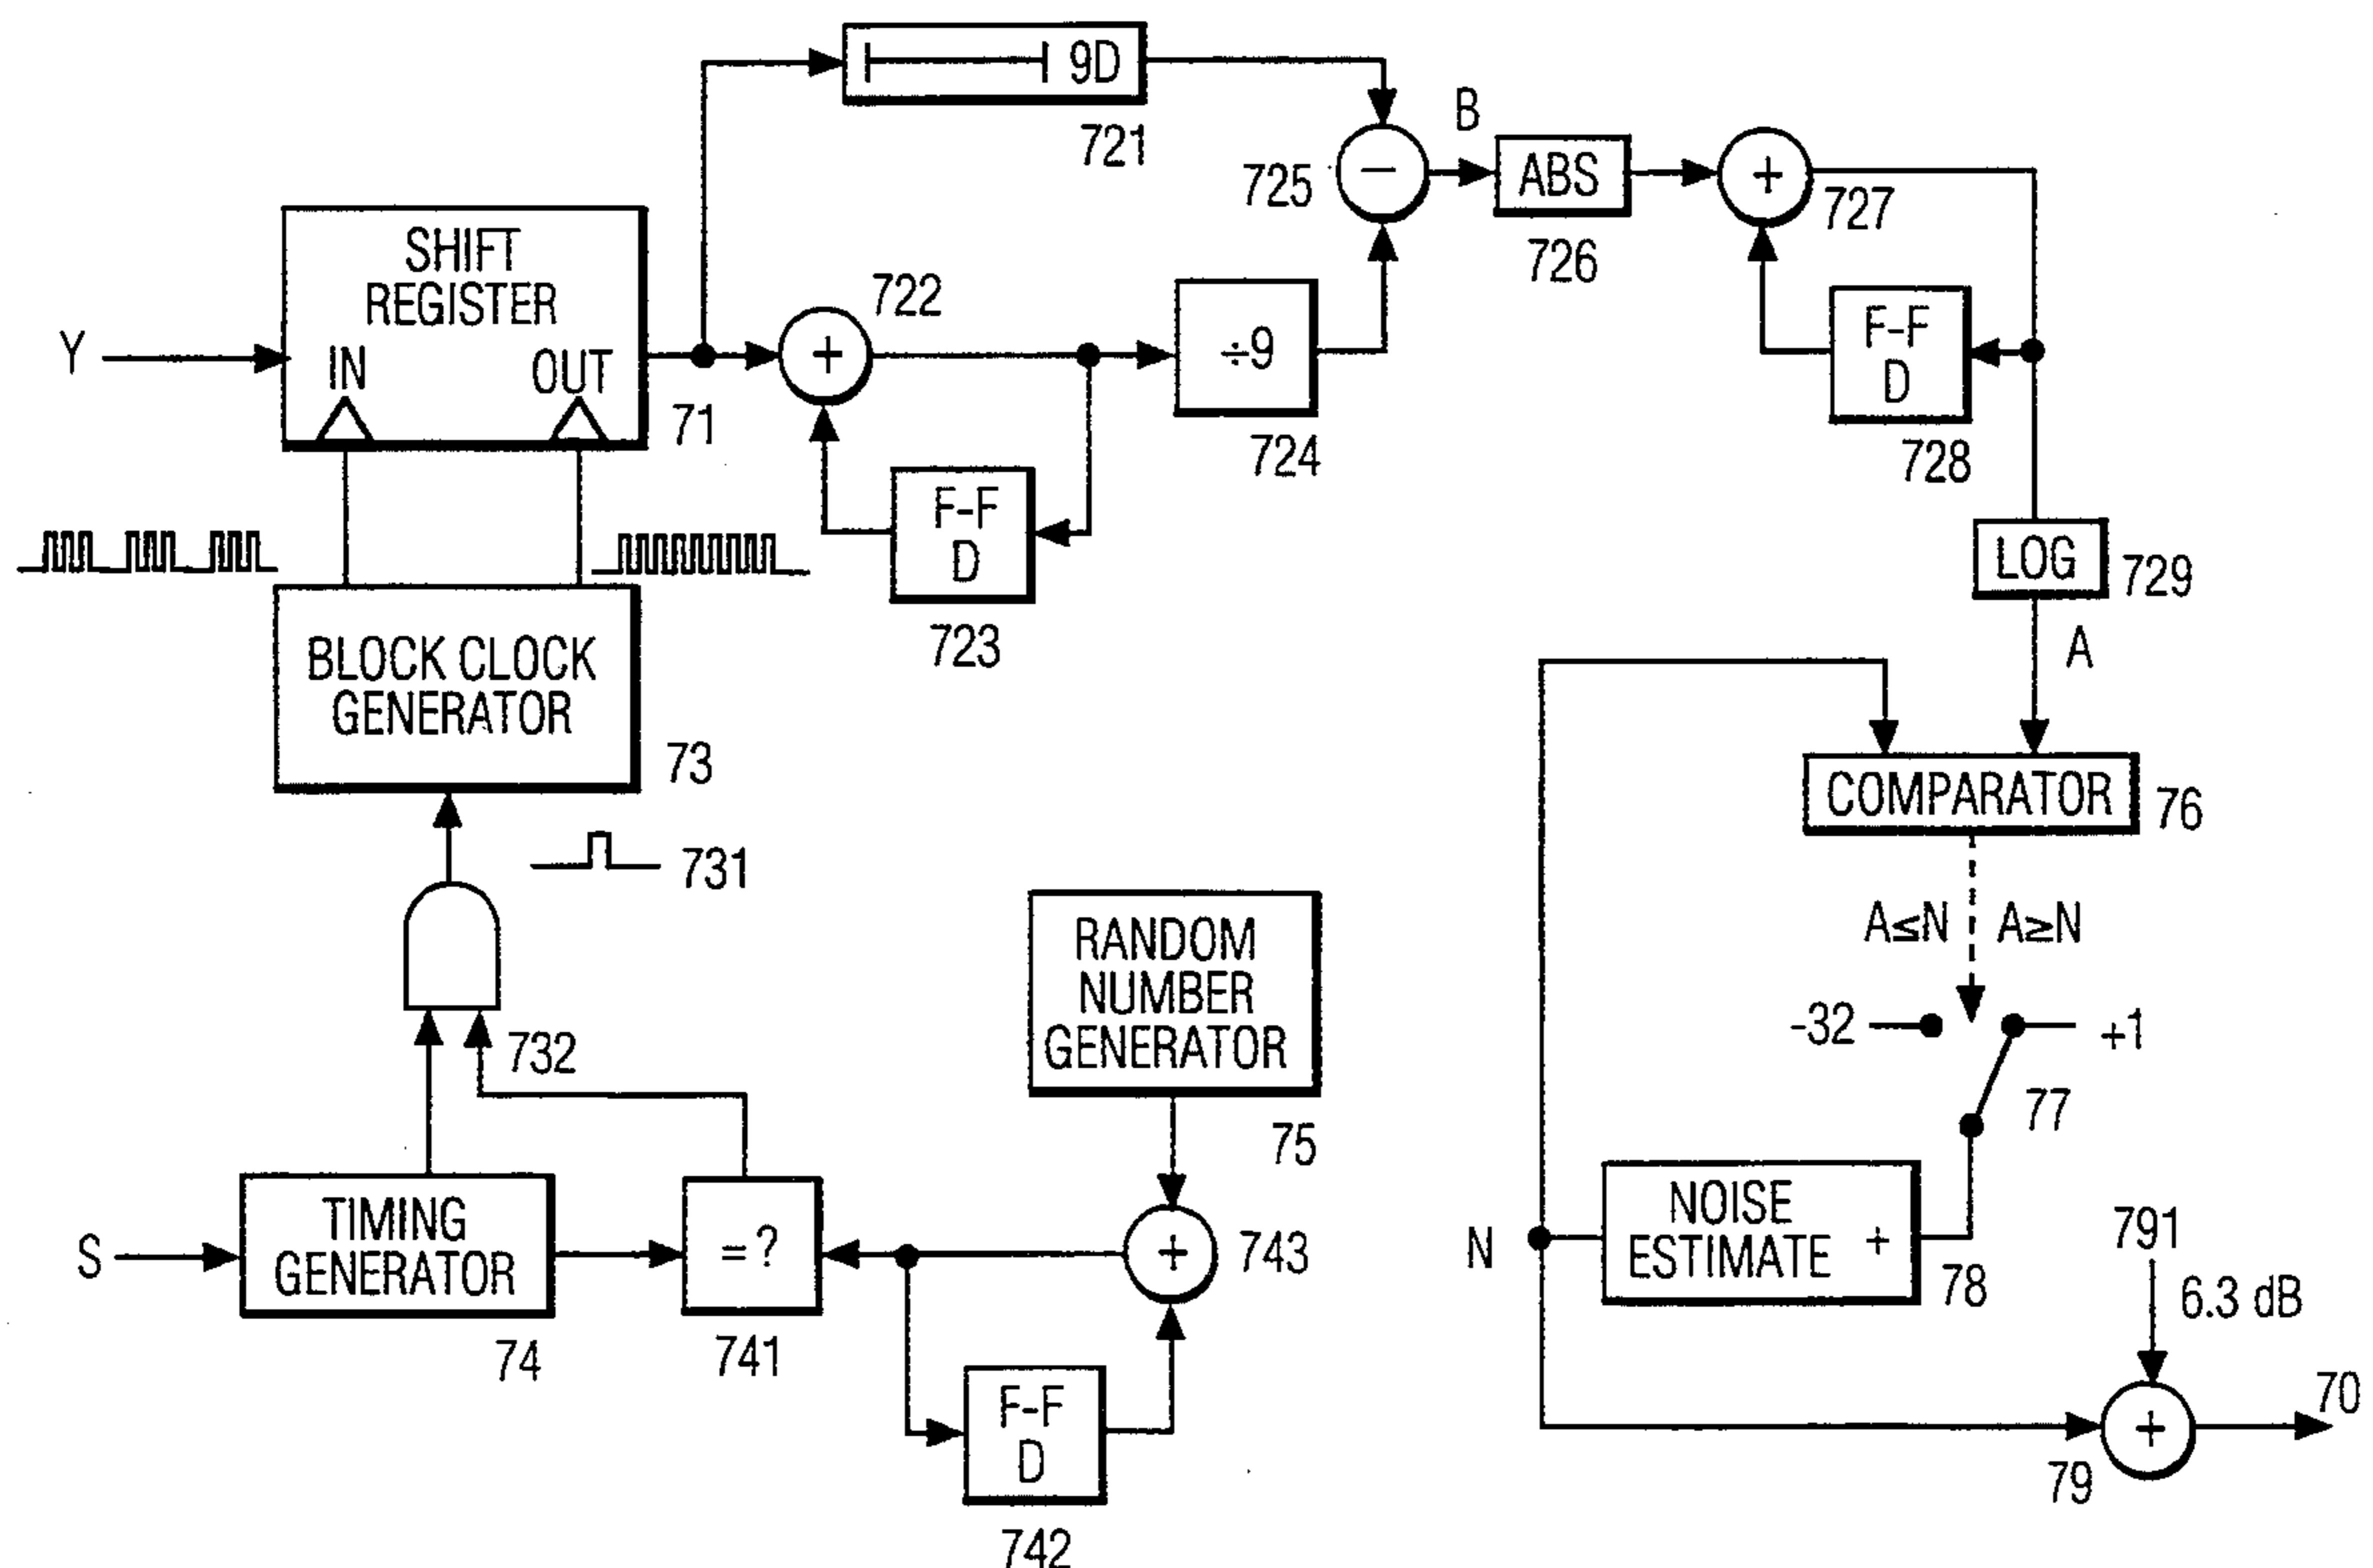 9D
721
B
725
ABS
726
727
SHIFT
REGISTER
Y
IN
OUT
71
722
÷9
724
F-F
D
728
F-F
D
723
LOG
729
A
BLOCK CLOCK
GENERATOR
73
COMPARATOR
76
731
A≤N
A≥N
RANDOM
NUMBER
GENERATOR
75
-32
+1
77
732
S
TIMING
GENERATOR
74
= ?
741
743
N
NOISE
ESTIMATE +
78
791
6.3 dB
F-F
D
742
79
70